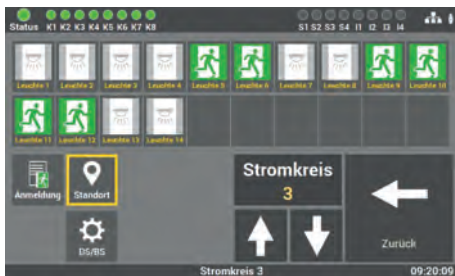 Status K1 K2 K3 K4 K5 K6 K7 K8 S1 S2 S3 S4 I1 I2 I3 I4
Leuchte 1 Leuchte 2 Leuchte 3 Leuchte 4 Leuchte 5 Leuchte 6 Leuchte 7 Leuchte 8 Leuchte 9 Leuchte 10
Leuchte 11 Leuchte 12 Leuchte 13 Leuchte 14
Anmeldung Standort
Stromkreis
3
DS/BS
Zurück
Stromkreis 3 09:20:09